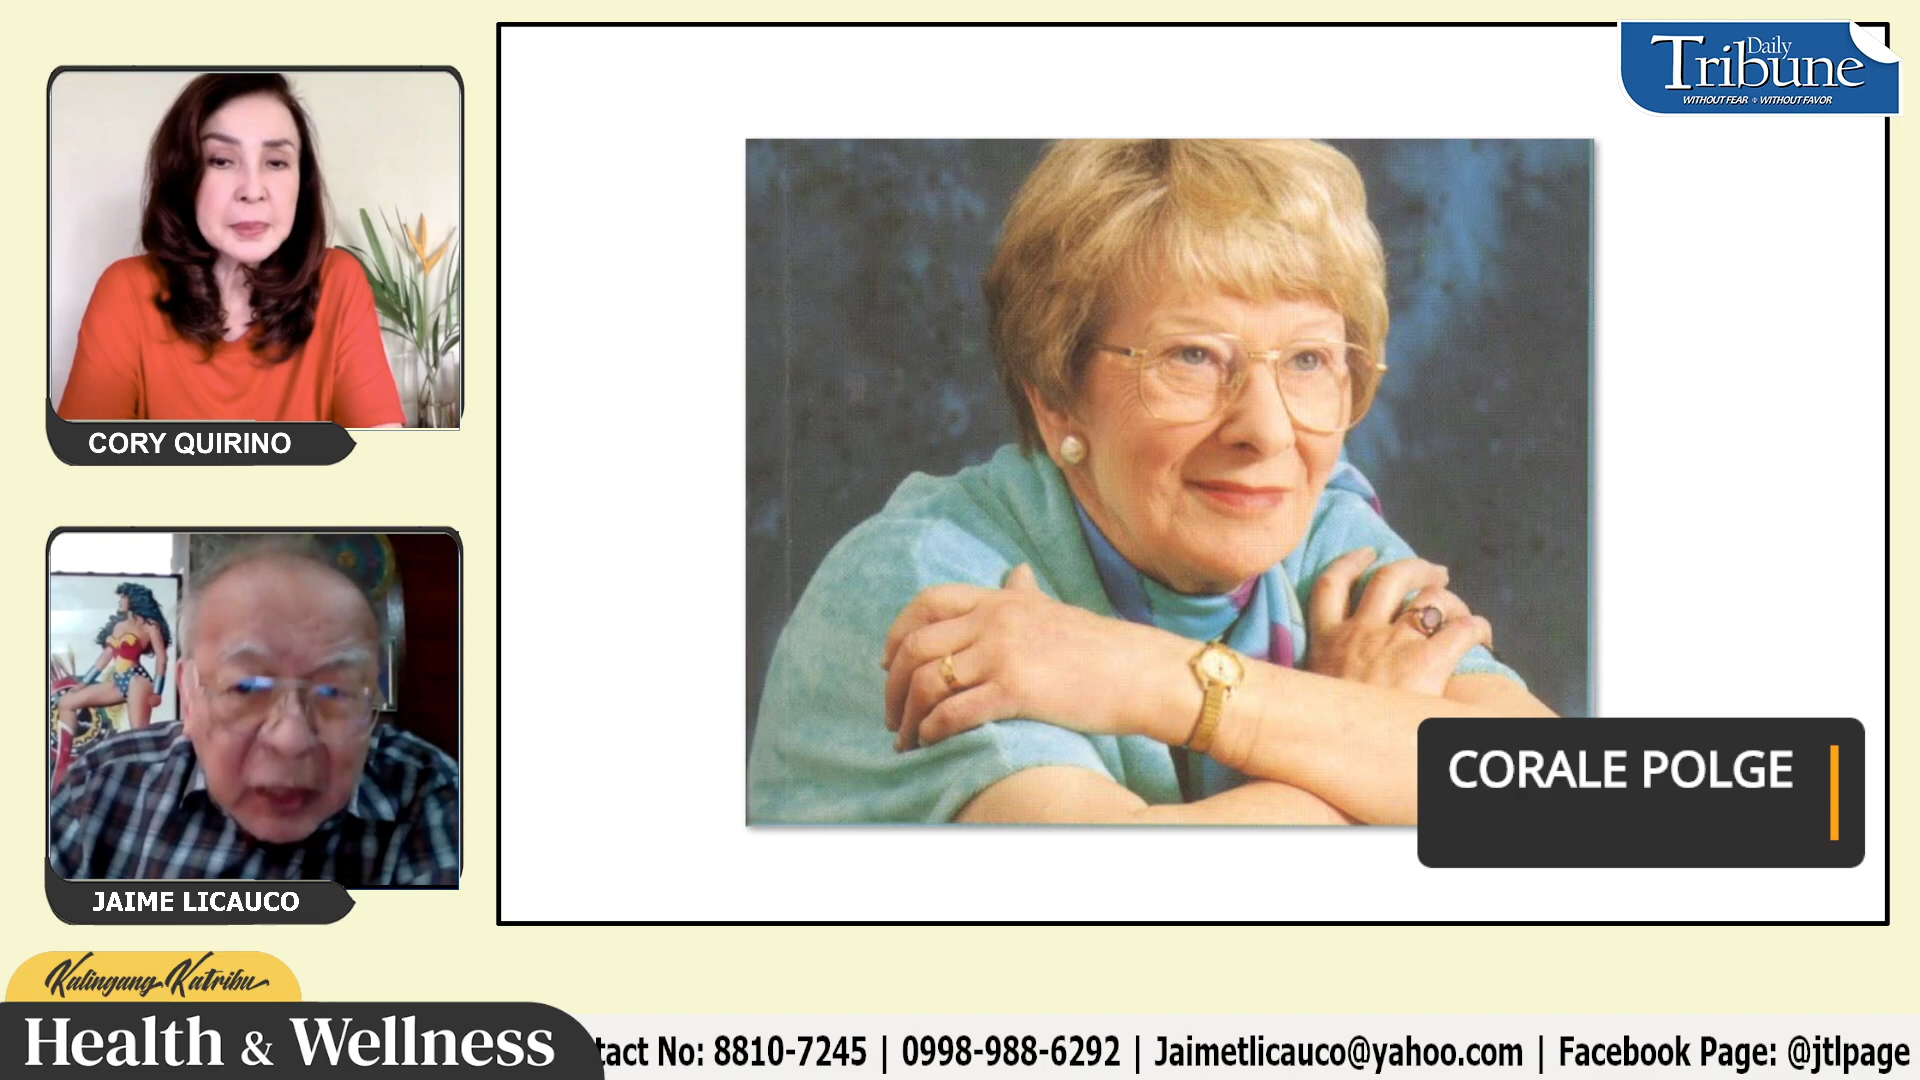 Daily
Tribune
WITHOUT FEAR WITHOUT FAVOR
CORY QUIRINO
CORALE POLGE
JAIME LICAUCO
Kalingang Katribu
Health & Wellness
tact No: 8810-7245 | 0998-988-6292 | Jaimetlicauco@yahoo.com | Facebook Page: @jtlpage